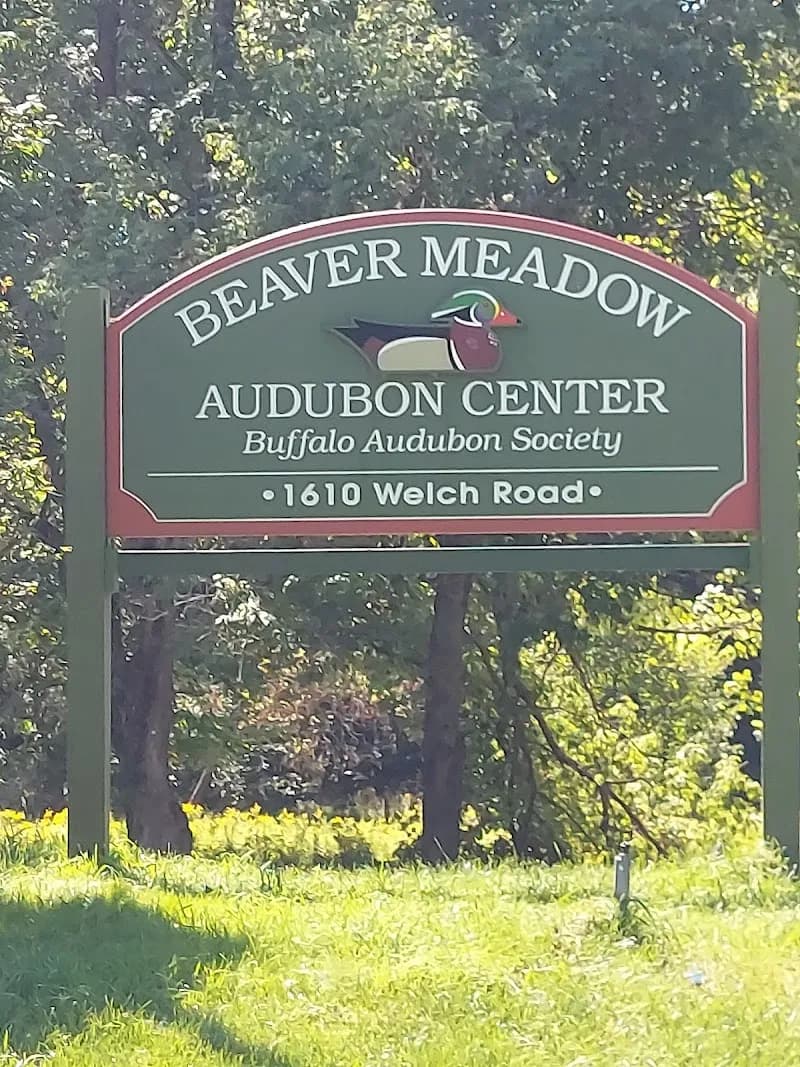 BEAVER MEADOW
AUDUBON CENTER
Buffalo Audubon Society
•1610 Welch Road•